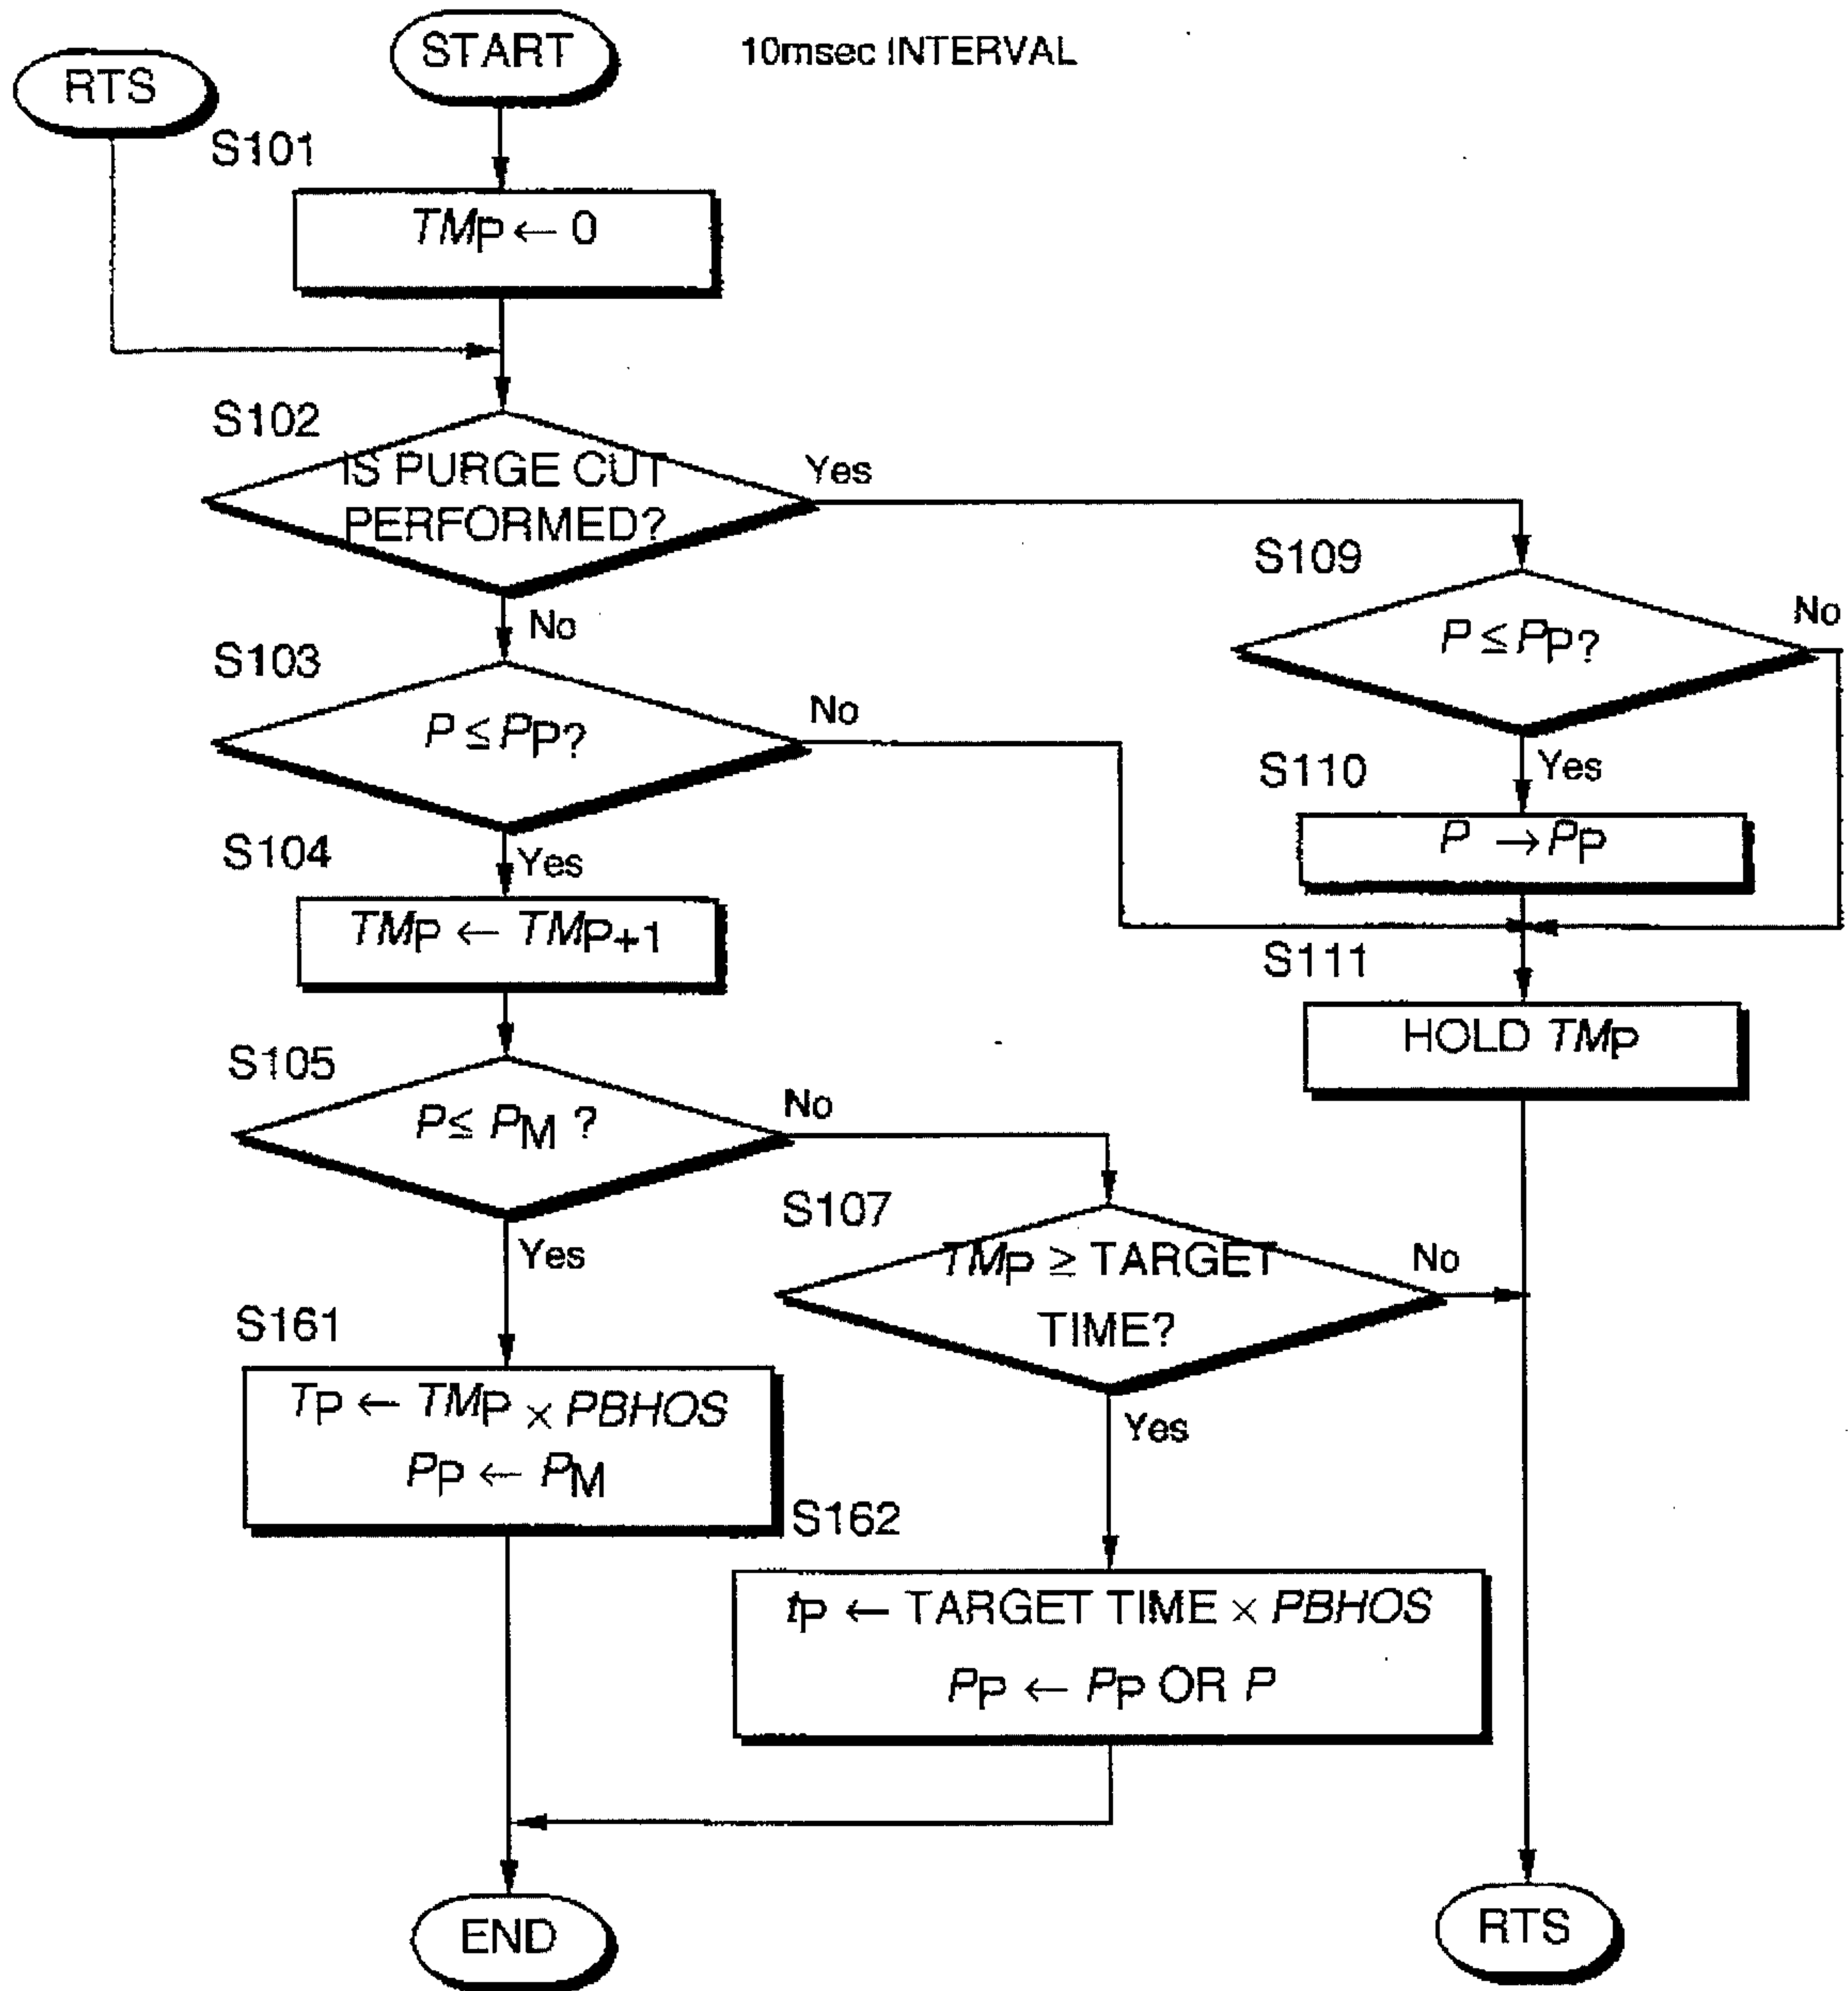 START
10msec INTERVAL
RTS
S101
TMP ← 0
S102
IS PURGE CUT
PERFORMED?
Yes
No
S109
P ≤ PP?
No
S103
P ≤ PP?
No
S110
Yes
P → PP
S104
Yes
TMP ← TMP+1
S111
HOLD TMP
S105
P ≤ PM ?
No
Yes
S107
TMP ≥ TARGET
TIME?
No
Yes
S161
TP ← TMP × PBHOS
PP ← PM
S162
tP ← TARGET TIME × PBHOS
PP ← PP OR P
END
RTS